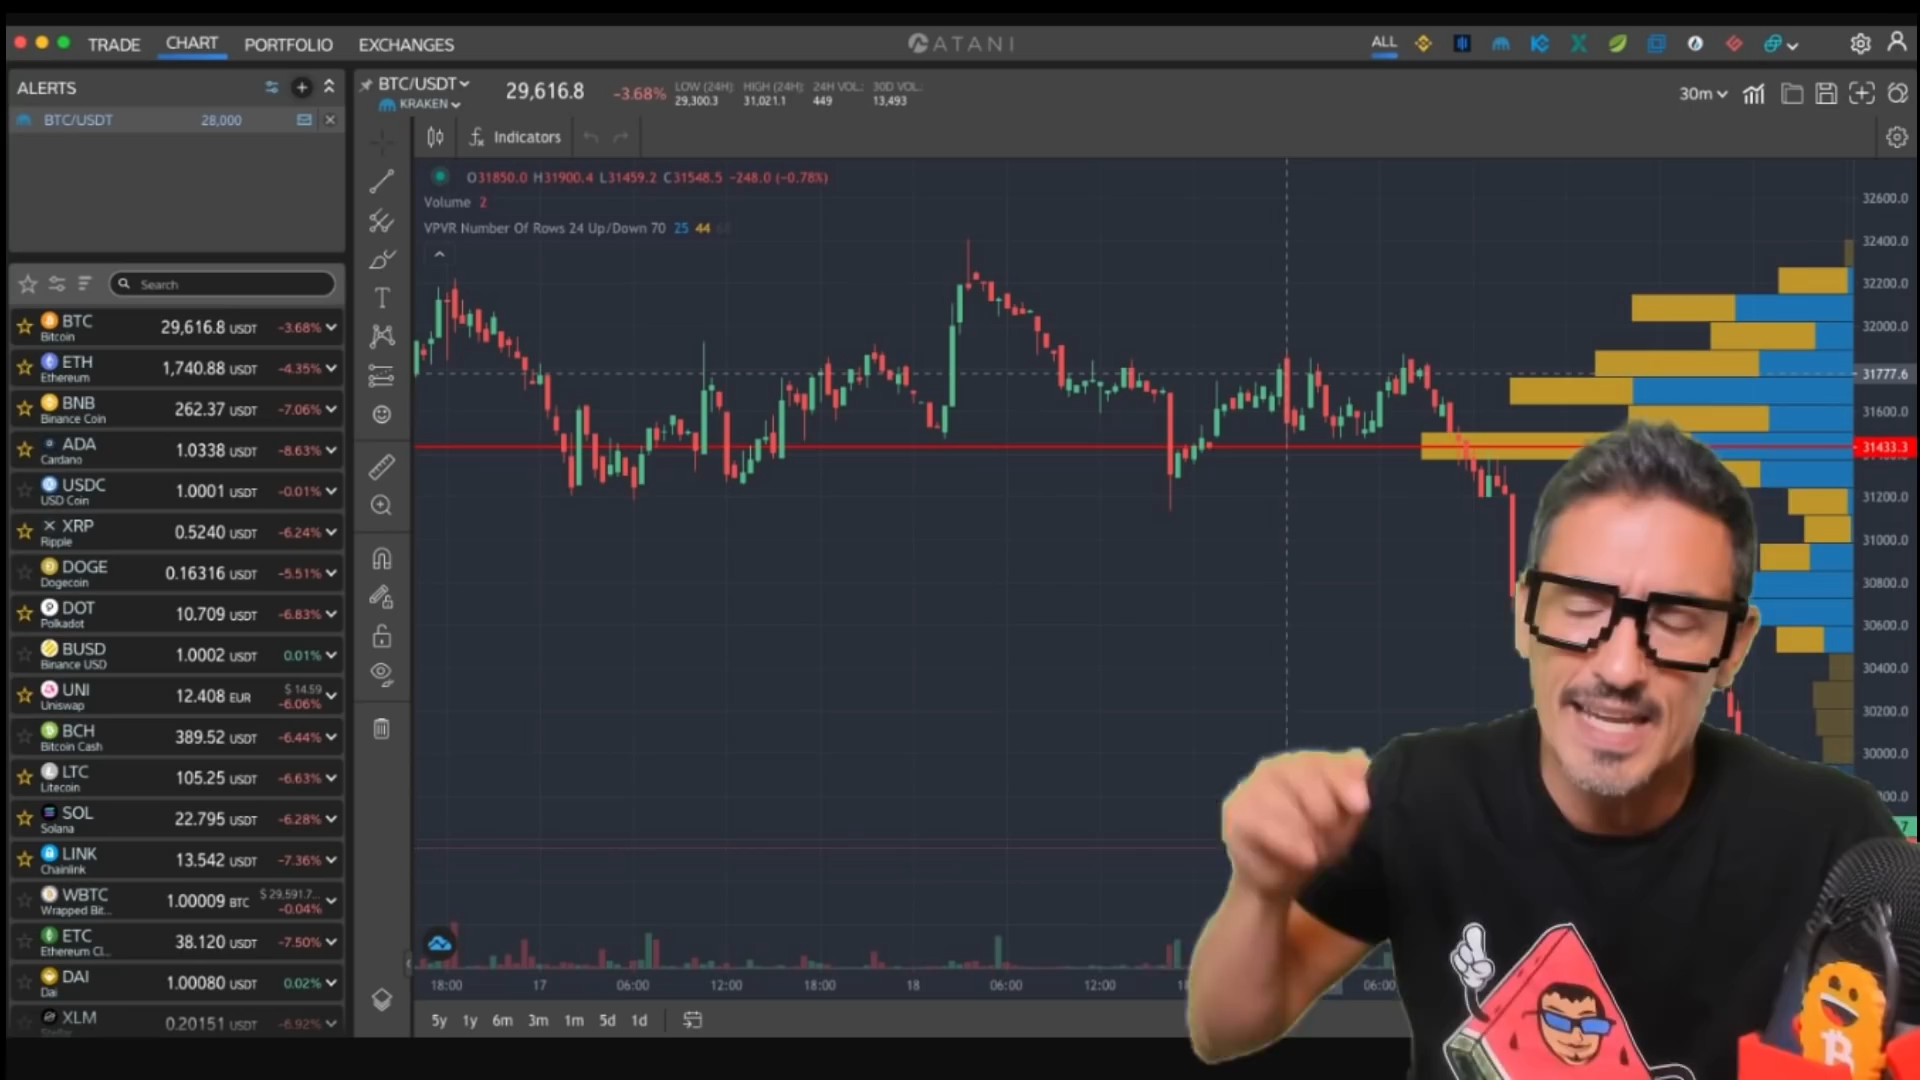 TRADE CHART PORTFOLIO EXCHANGES
ATANI
ALL
ALERTS
BTC/USDT 28,000
BTC/USDT
KRAKEN
29,616.8
-3.68%
LOW (24H): HIGH (24H): 24H VOL.: 30D VOL.:
29,300.3 31,021.1 449 13,493
30m
Indicators
O31850.0 H31900.4 L31459.2 C31548.5 -248.0 (-0.78%)
Volume 2
VPVR Number Of Rows 24 Up/Down 70 25 44
Search
BTC 29,616.8 USDT -3.68%
Bitcoin
ETH 1,740.88 USDT -4.35%
Ethereum
BNB 262.37 USDT -7.06%
Binance Coin
ADA 1.0338 USDT -8.63%
Cardano
USDC 1.0001 USDT -0.01%
USD Coin
XRP 0.5240 USDT -6.24%
Ripple
DOGE 0.16316 USDT -5.51%
Dogecoin
DOT 10.709 USDT -6.83%
Polkadot
BUSD 1.0002 USDT 0.01%
Binance USD
UNI 12.408 EUR $ 14.59
Uniswap -6.06%
BCH 389.52 USDT -6.44%
Bitcoin Cash
LTC 105.25 USDT -6.63%
Litecoin
SOL 22.795 USDT -6.28%
Solana
LINK 13.542 USDT -7.36%
Chainlink
WBTC 1.00009 BTC $ 29,591.7...
Wrapped Bit... -0.04%
ETC 38.120 USDT -7.50%
Ethereum Cl...
DAI 1.00080 USDT 0.02%
Dai
XLM 0.20151 USDT -6.92%
Stellar
32600.0
32400.0
32200.0
32000.0
31777.6
31600.0
31433.3
31200.0
31000.0
30800.0
30600.0
30400.0
30200.0
30000.0
18:00 17 06:00 12:00 18:00 18 06:00 12:00 06:00
5y 1y 6m 3m 1m 5d 1d